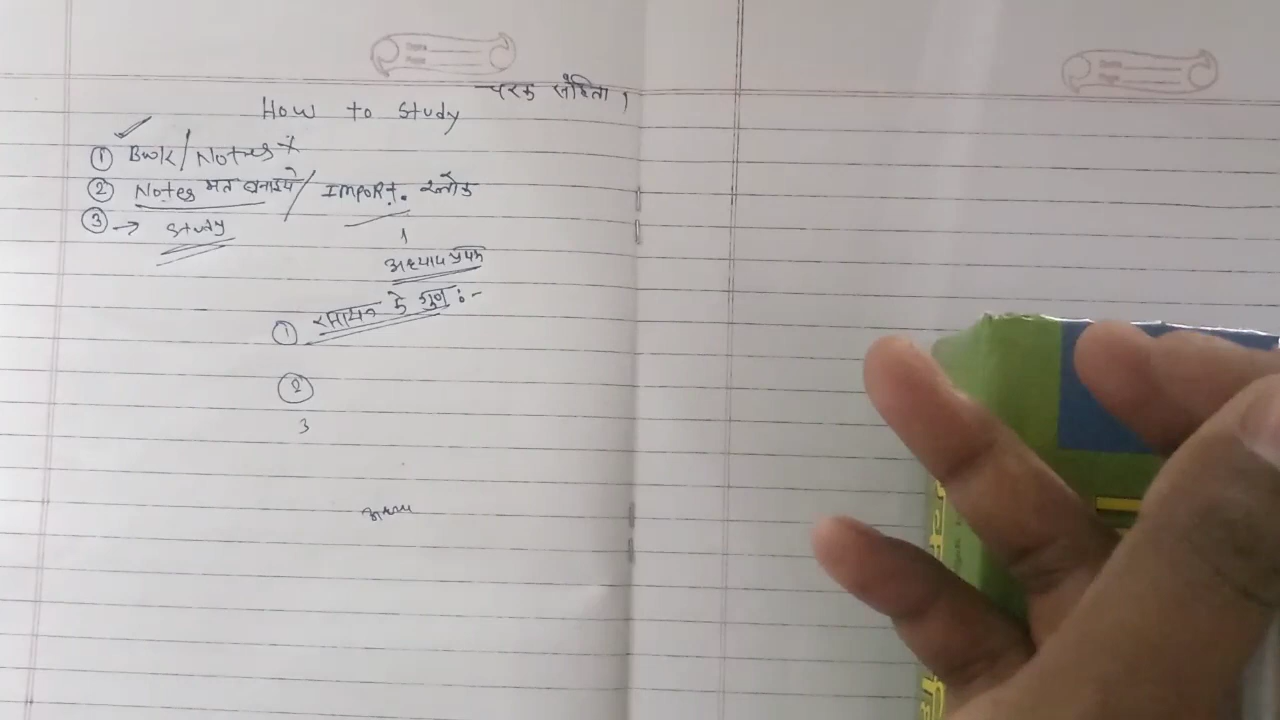 How to Study चरक संहिता ।
① Book/Notes x
② Notes मत बनाइये / IMPORt. श्लोक
③ → Study
1
अध्याय प्रथम
① रसायन के गुण :-
②
3